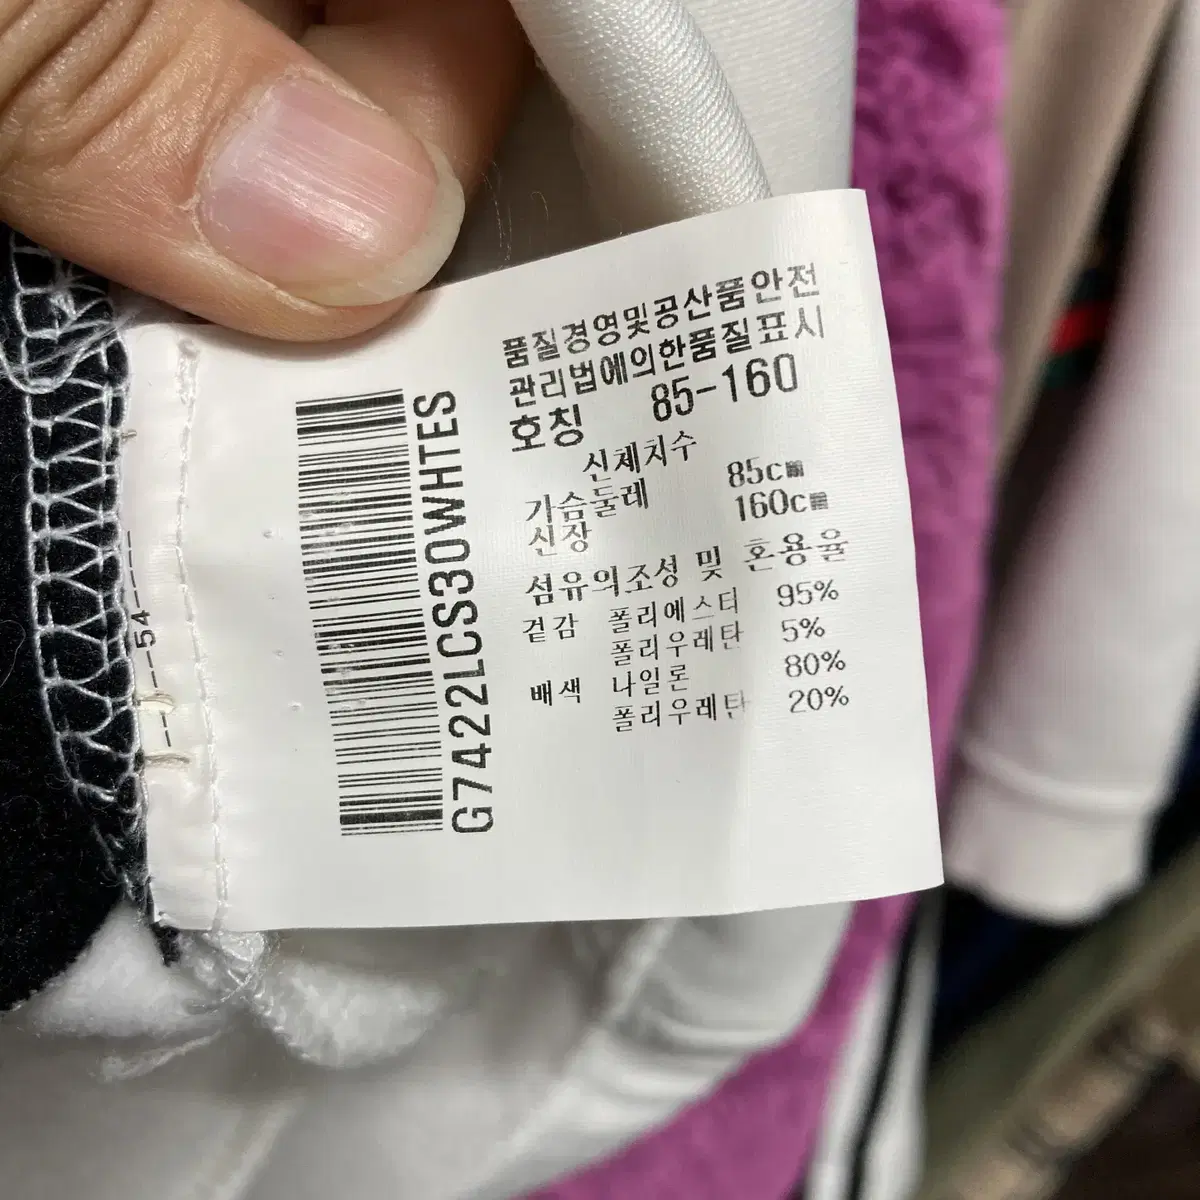 품질경영및공산품안전
관리법에의한품질표시
호칭 85-160
신체치수
가슴둘레 85cm
신장 160cm
섬유의조성 및 혼용율
겉감 폴리에스터 95%
폴리우레탄 5%
배색 나일론 80%
폴리우레탄 20%
G7422LCS30WHTES
--54---